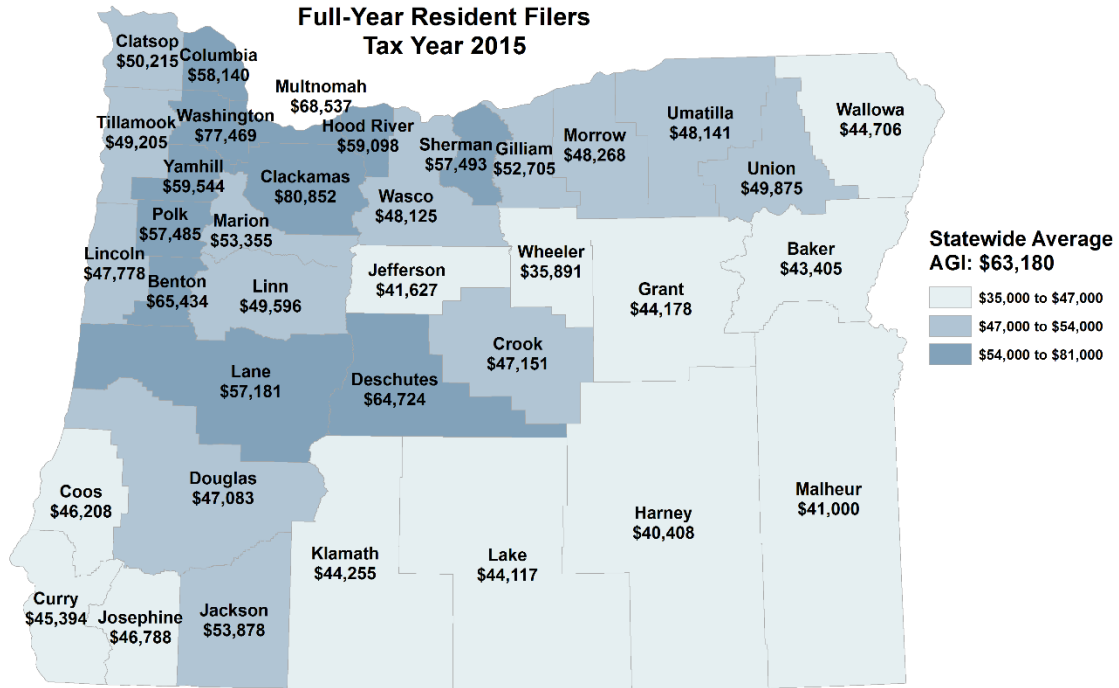 Full-Year Resident Filers
Tax Year 2015
Clatsop
$50,215
Columbia
$58,140
Multnomah
$68,537
Tillamook
$49,205
Washington
$77,469
Hood River
$59,098
Sherman
$57,493
Gilliam
$52,705
Morrow
$48,268
Umatilla
$48,141
Wallowa
$44,706
Union
$49,875
Yamhill
$59,544
Clackamas
$80,852
Wasco
$48,125
Polk
$57,485
Marion
$53,355
Lincoln
$47,778
Benton
$65,434
Linn
$49,596
Jefferson
$41,627
Wheeler
$35,891
Grant
$44,178
Baker
$43,405
Statewide Average
AGI: $63,180
$35,000 to $47,000
$47,000 to $54,000
$54,000 to $81,000
Crook
$47,151
Lane
$57,181
Deschutes
$64,724
Coos
$46,208
Douglas
$47,083
Malheur
$41,000
Harney
$40,408
Klamath
$44,255
Lake
$44,117
Curry
$45,394
Josephine
$46,788
Jackson
$53,878